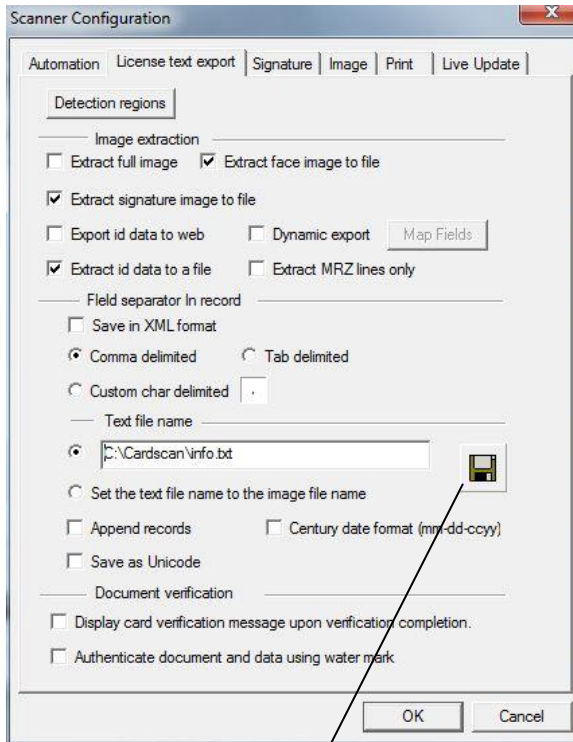 Scanner Configuration
Automation License text export Signature Image Print Live Update
Detection regions
Image extraction
Extract full image Extract face image to file
Extract signature image to file
Export id data to web Dynamic export Map Fields
Extract id data to a file Extract MRZ lines only
Field separator In record
Save in XML format
Comma delimited Tab delimited
Custom char delimited .
Text file name
C:\Cardscan\info.txt
Set the text file name to the image file name
Append records Century date format (mm-dd-ccyy)
Save as Unicode
Document verification
Display card verification message upon verification completion.
Authenticate document and data using water mark
OK Cancel